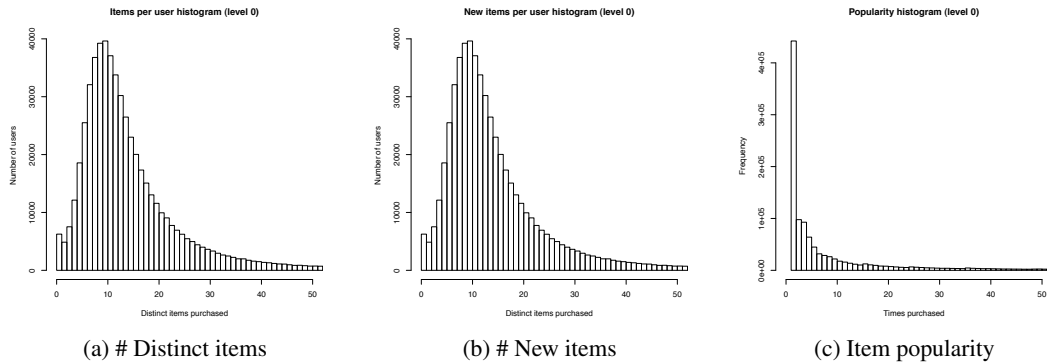 Items per user histogram (level 0)
Number of users
0
10000
20000
30000
40000
0 10 20 30 40 50
Distinct items purchased
(a) # Distinct items
New items per user histogram (level 0)
Number of users
0
10000
20000
30000
40000
0 10 20 30 40 50
Distinct items purchased
(b) # New items
Popularity histogram (level 0)
Frequency
0e+00
1e+05
2e+05
3e+05
4e+05
0 10 20 30 40 50
Times purchased
(c) Item popularity